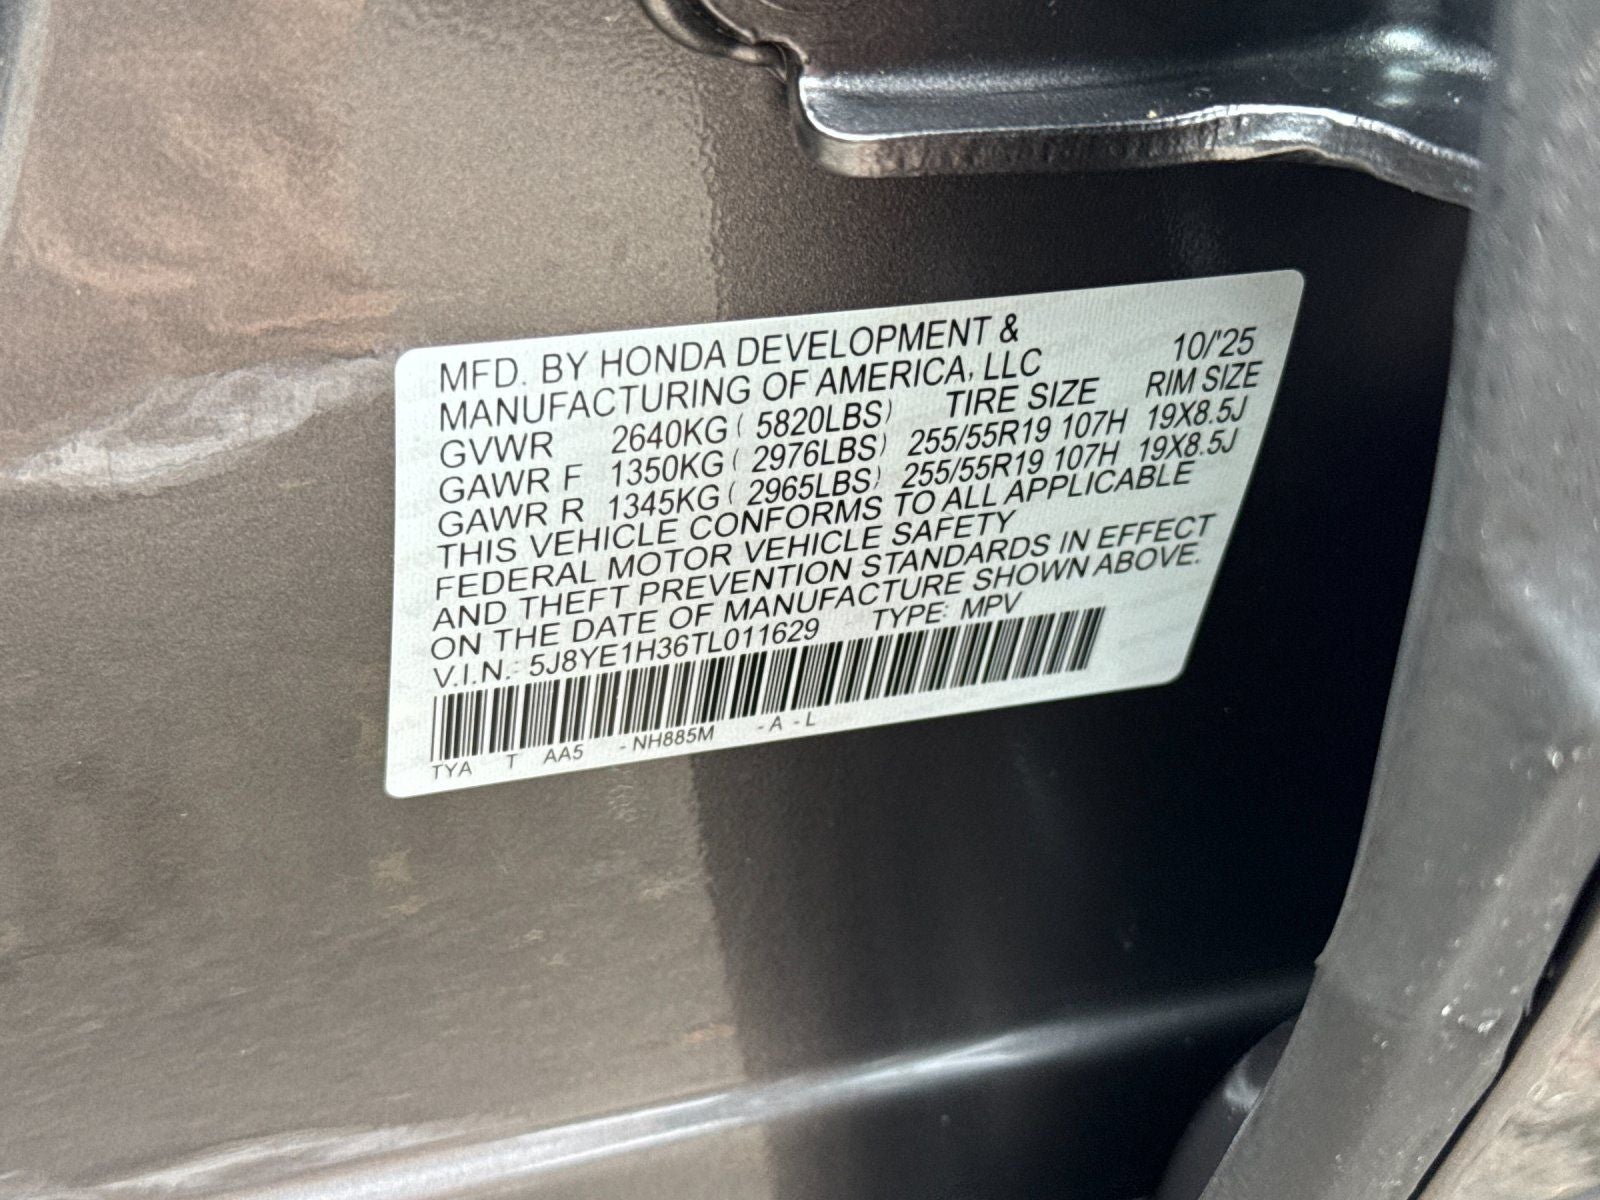 MFD. BY HONDA DEVELOPMENT & 10/'25
MANUFACTURING OF AMERICA, LLC
TIRE SIZE RIM SIZE
GVWR 2640KG ( 5820LBS)
GAWR F 1350KG ( 2976LBS) 255/55R19 107H 19X8.5J
GAWR R 1345KG ( 2965LBS) 255/55R19 107H 19X8.5J
THIS VEHICLE CONFORMS TO ALL APPLICABLE
FEDERAL MOTOR VEHICLE SAFETY
AND THEFT PREVENTION STANDARDS IN EFFECT
ON THE DATE OF MANUFACTURE SHOWN ABOVE.
V.I.N.: 5J8YE1H36TL011629 TYPE: MPV
TYA T AA5 -NH885M -A -L